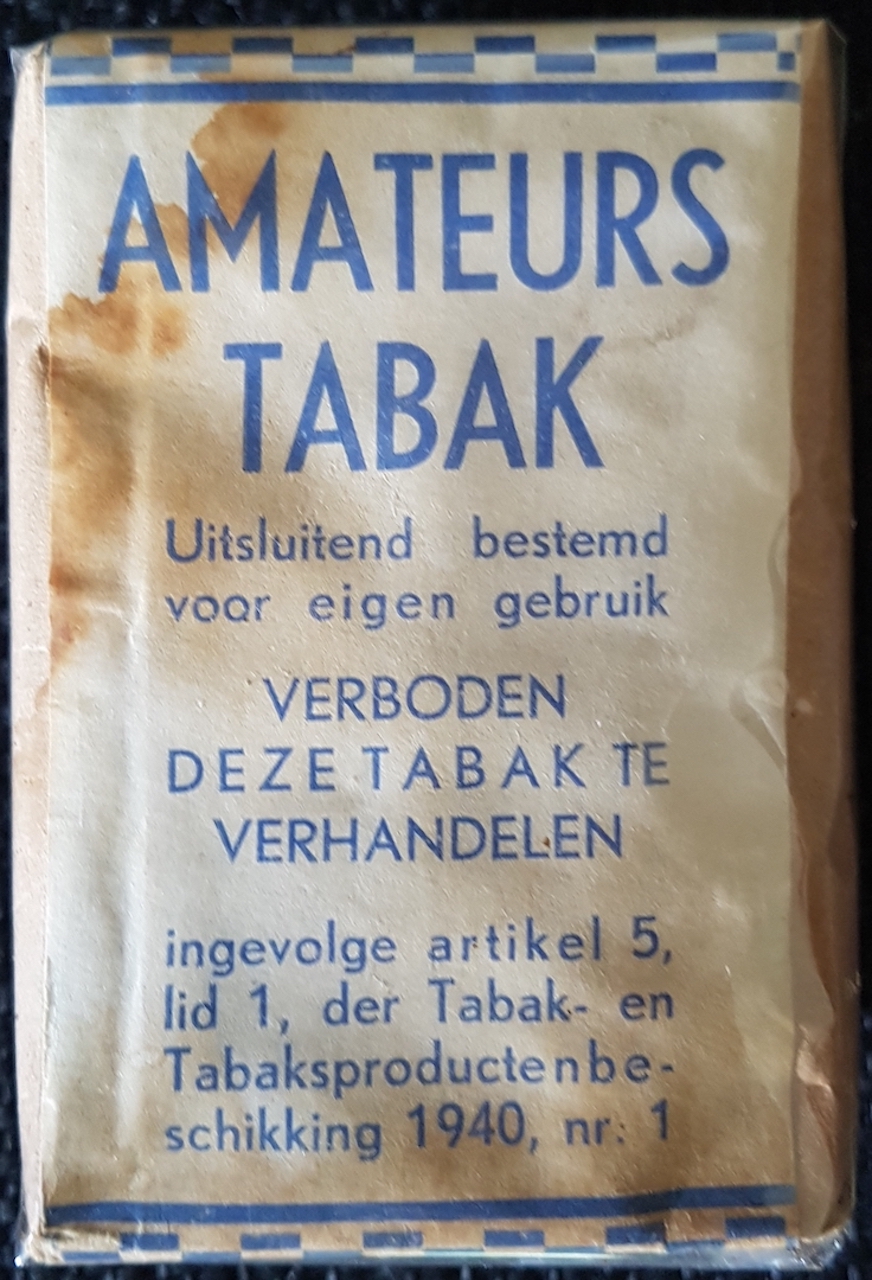 AMATEURS
TABAK
Uitsluitend bestemd
voor eigen gebruik
VERBODEN
DEZE TABAK TE
VERHANDELEN
ingevolge artikel 5,
lid 1, der Tabak- en
Tabaksproductenbe-
schikking 1940, nr. 1